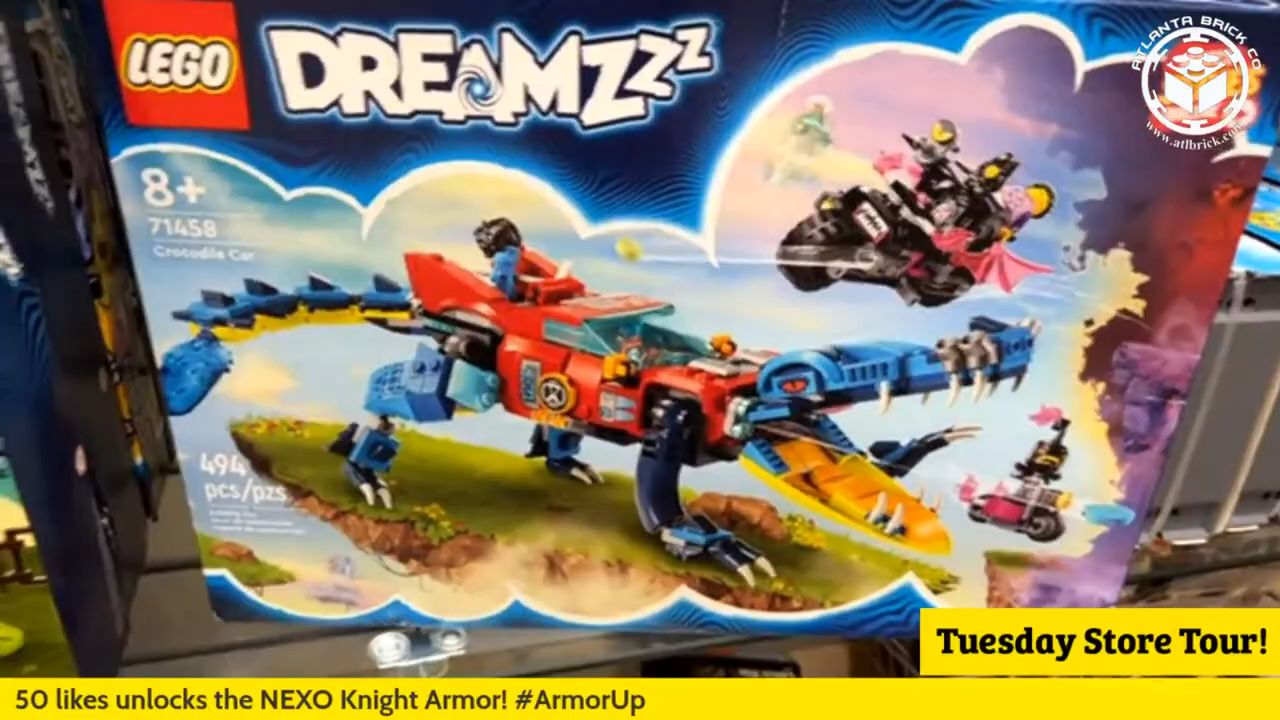 LEGO
DREAMZzz
8+
71458
Crocodile Car
494
pcs/pzs
ATLANTA BRICK CO
www.atlbrick.com
Tuesday Store Tour!
50 likes unlocks the NEXO Knight Armor! #ArmorUp